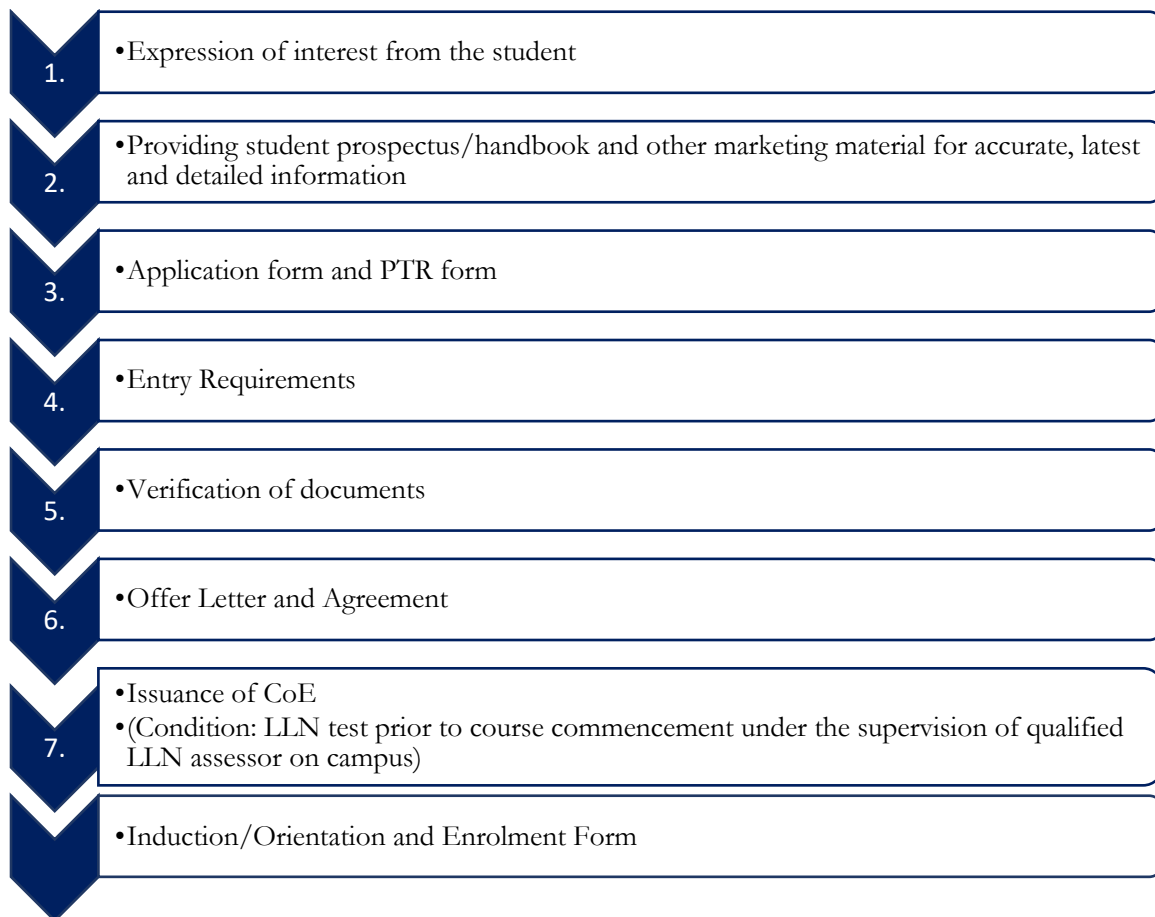 1.
•Expression of interest from the student
2.
•Providing student prospectus/handbook and other marketing material for accurate, latest
and detailed information
3.
•Application form and PTR form
4.
•Entry Requirements
5.
•Verification of documents
6.
•Offer Letter and Agreement
7.
•Issuance of CoE
•(Condition: LLN test prior to course commencement under the supervision of qualified
LLN assessor on campus)
•Induction/Orientation and Enrolment Form